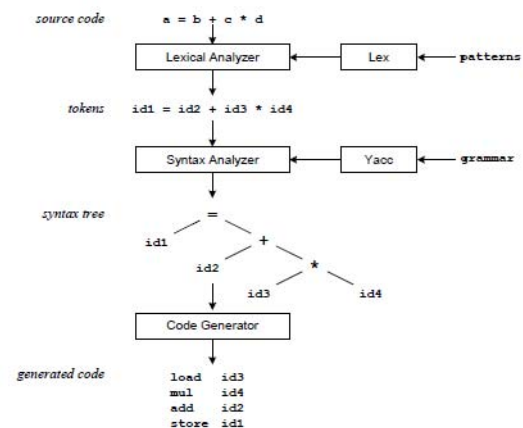 source code a = b + c * d
Lexical Analyzer Lex patterns
tokens id1 = id2 + id3 * id4
Syntax Analyzer Yacc grammar
syntax tree =
id1 +
id2 *
id3 id4
Code Generator
generated code load id3
mul id4
add id2
store id1